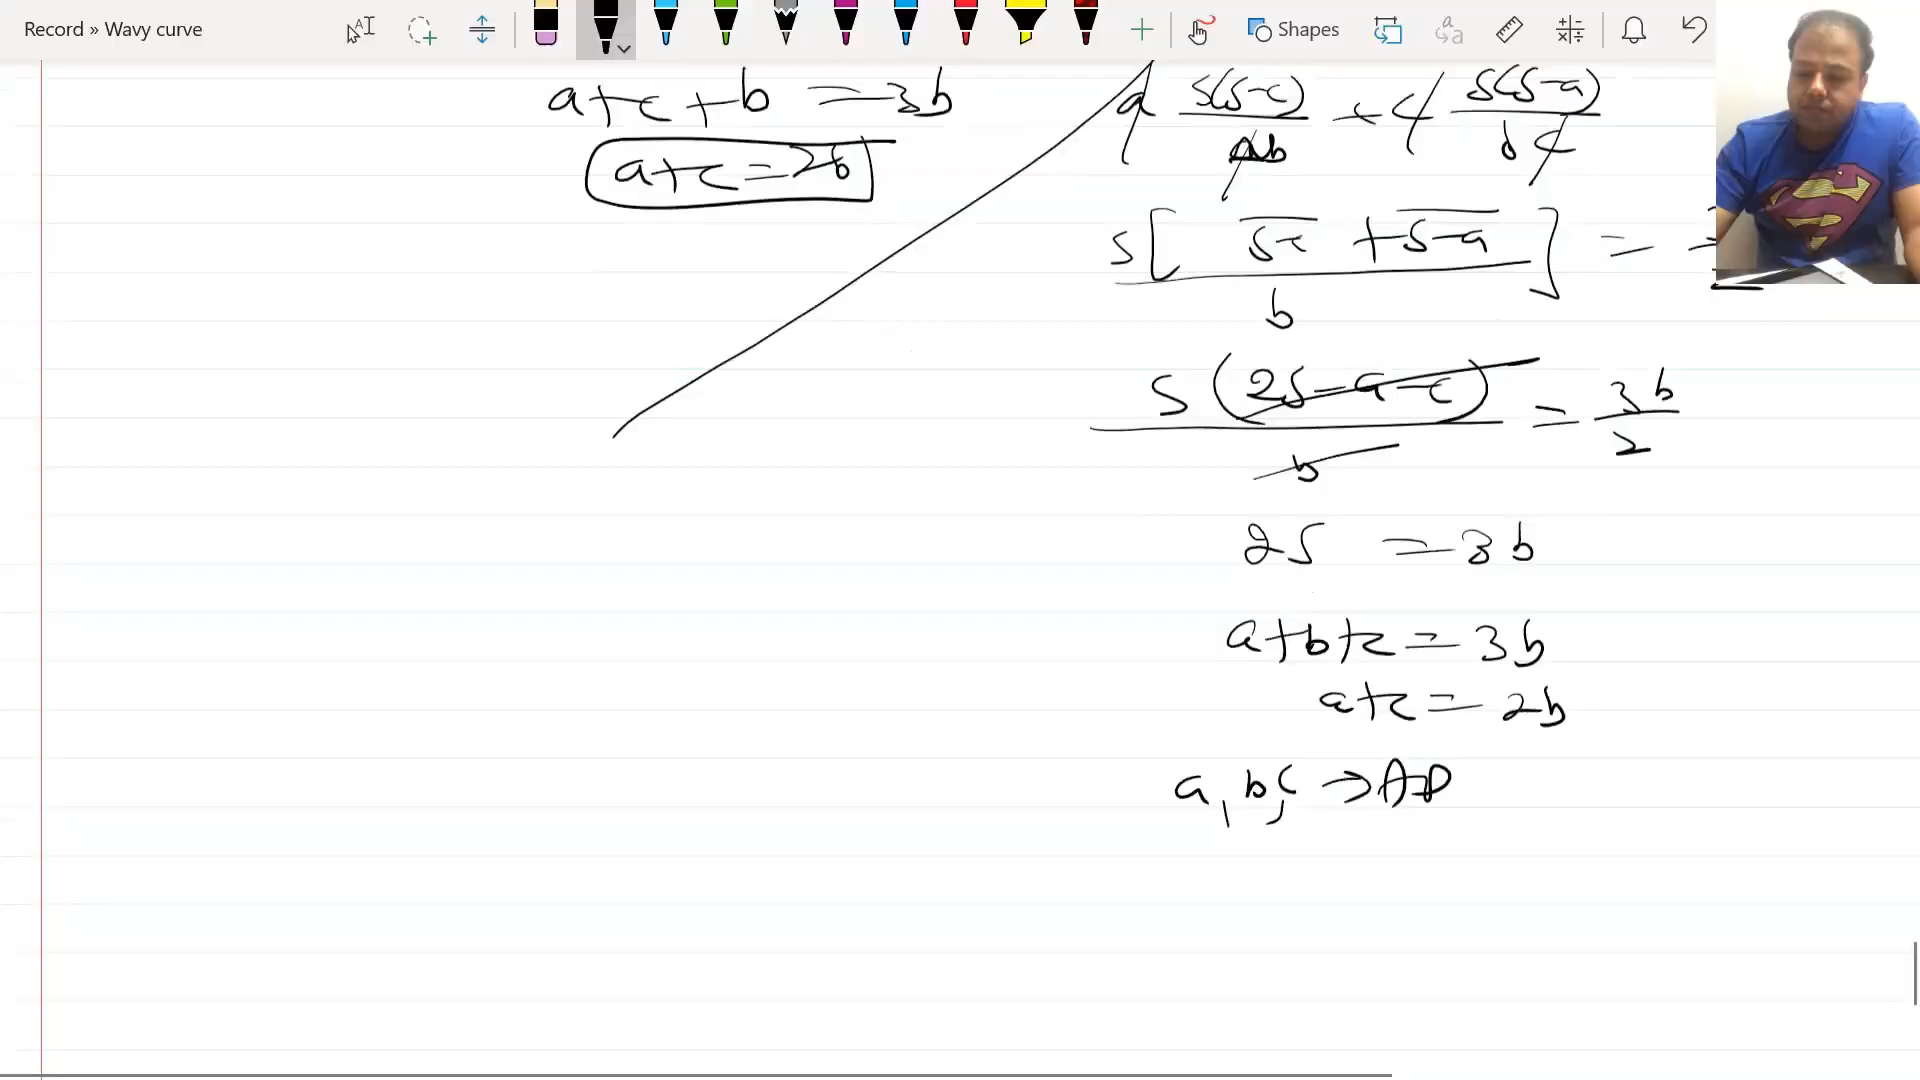 Record » Wavy curve
Shapes
a+c+b = 3b
a+c = 2b
a s(s-c)/ab + c s(s-a)/bc
s[s-c + s-a]/b =
s(2s-a-c)/b = 3b/2
2s = 3b
a+b+c = 3b
a+c = 2b
a, b, c → AP